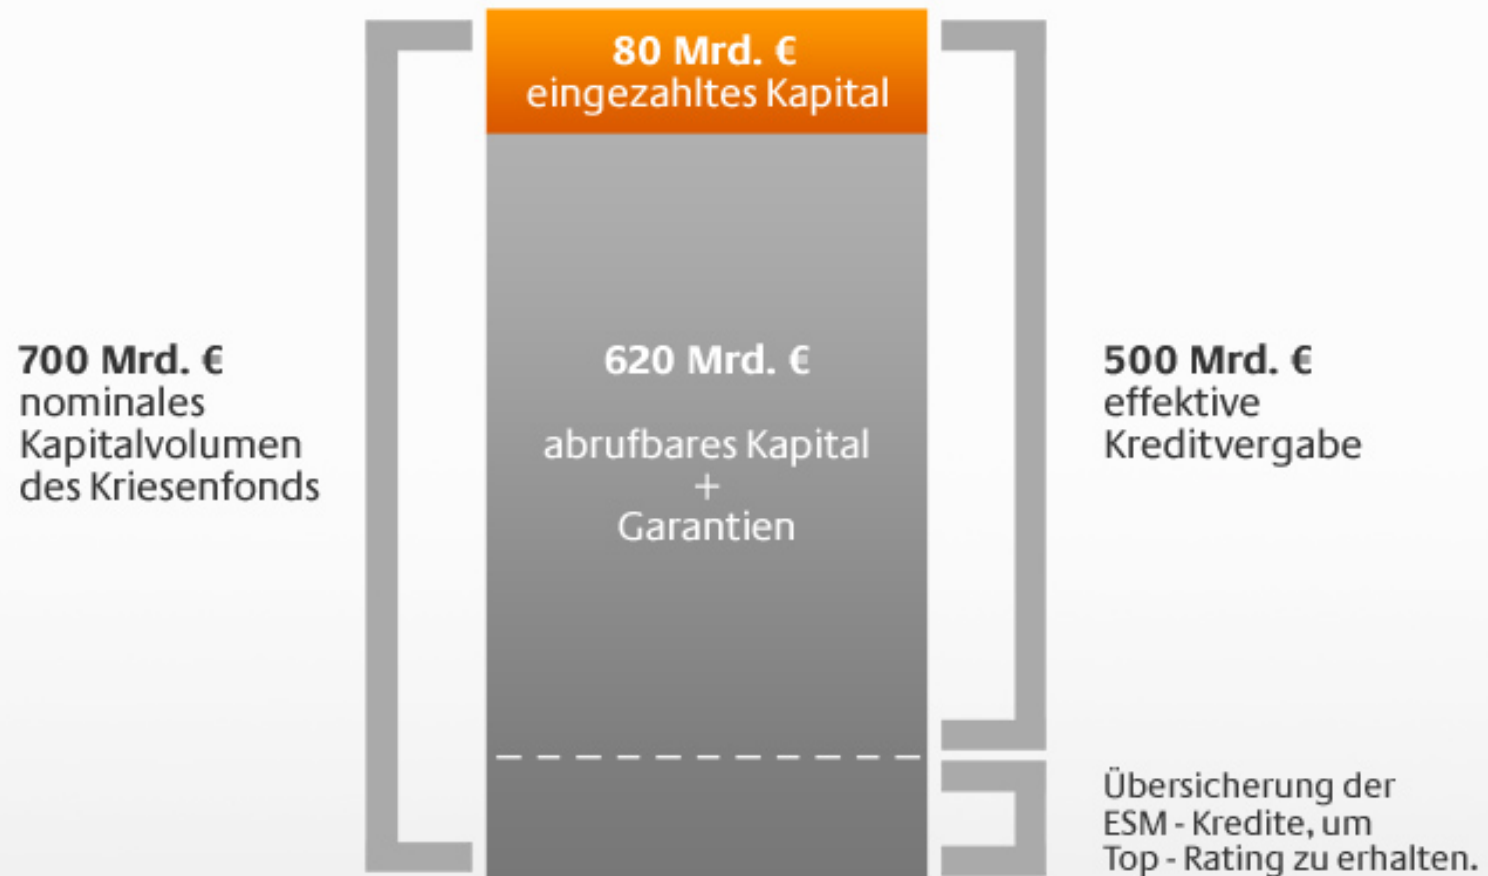 80 Mrd. €
eingezahltes Kapital
700 Mrd. €
nominales
Kapitalvolumen
des Kriesenfonds
620 Mrd. €
abrufbares Kapital
+
Garantien
500 Mrd. €
effektive
Kreditvergabe
Übersicherung der
ESM - Kredite, um
Top - Rating zu erhalten.